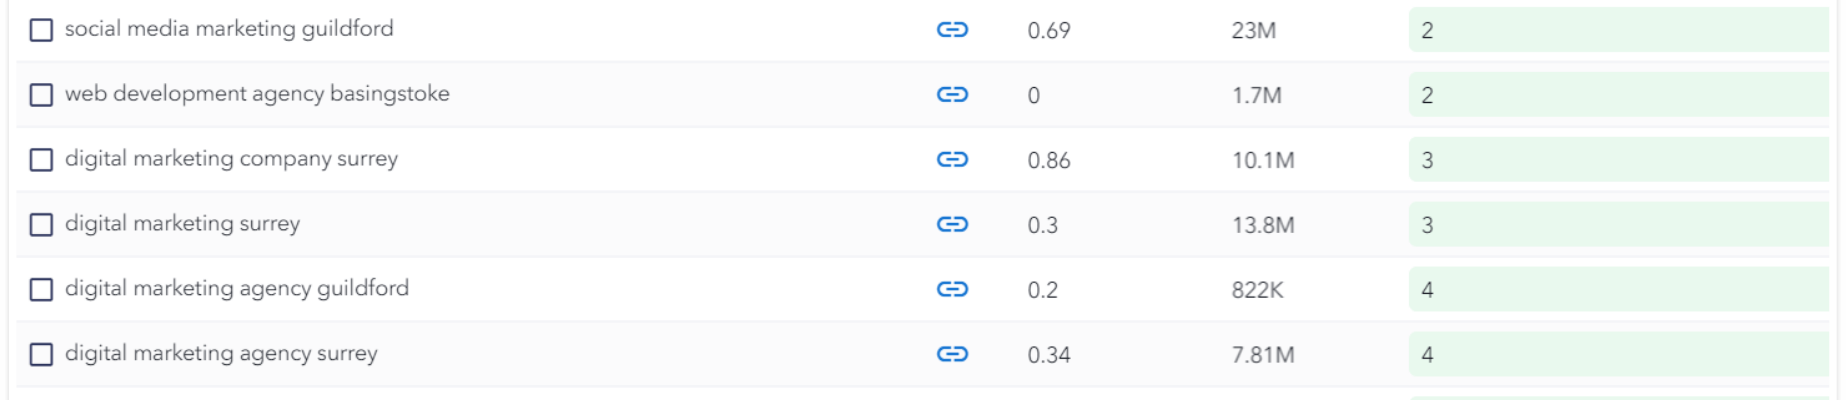 social media marketing guildford 0.69 23M 2
web development agency basingstoke 0 1.7M 2
digital marketing company surrey 0.86 10.1M 3
digital marketing surrey 0.3 13.8M 3
digital marketing agency guildford 0.2 822K 4
digital marketing agency surrey 0.34 7.81M 4